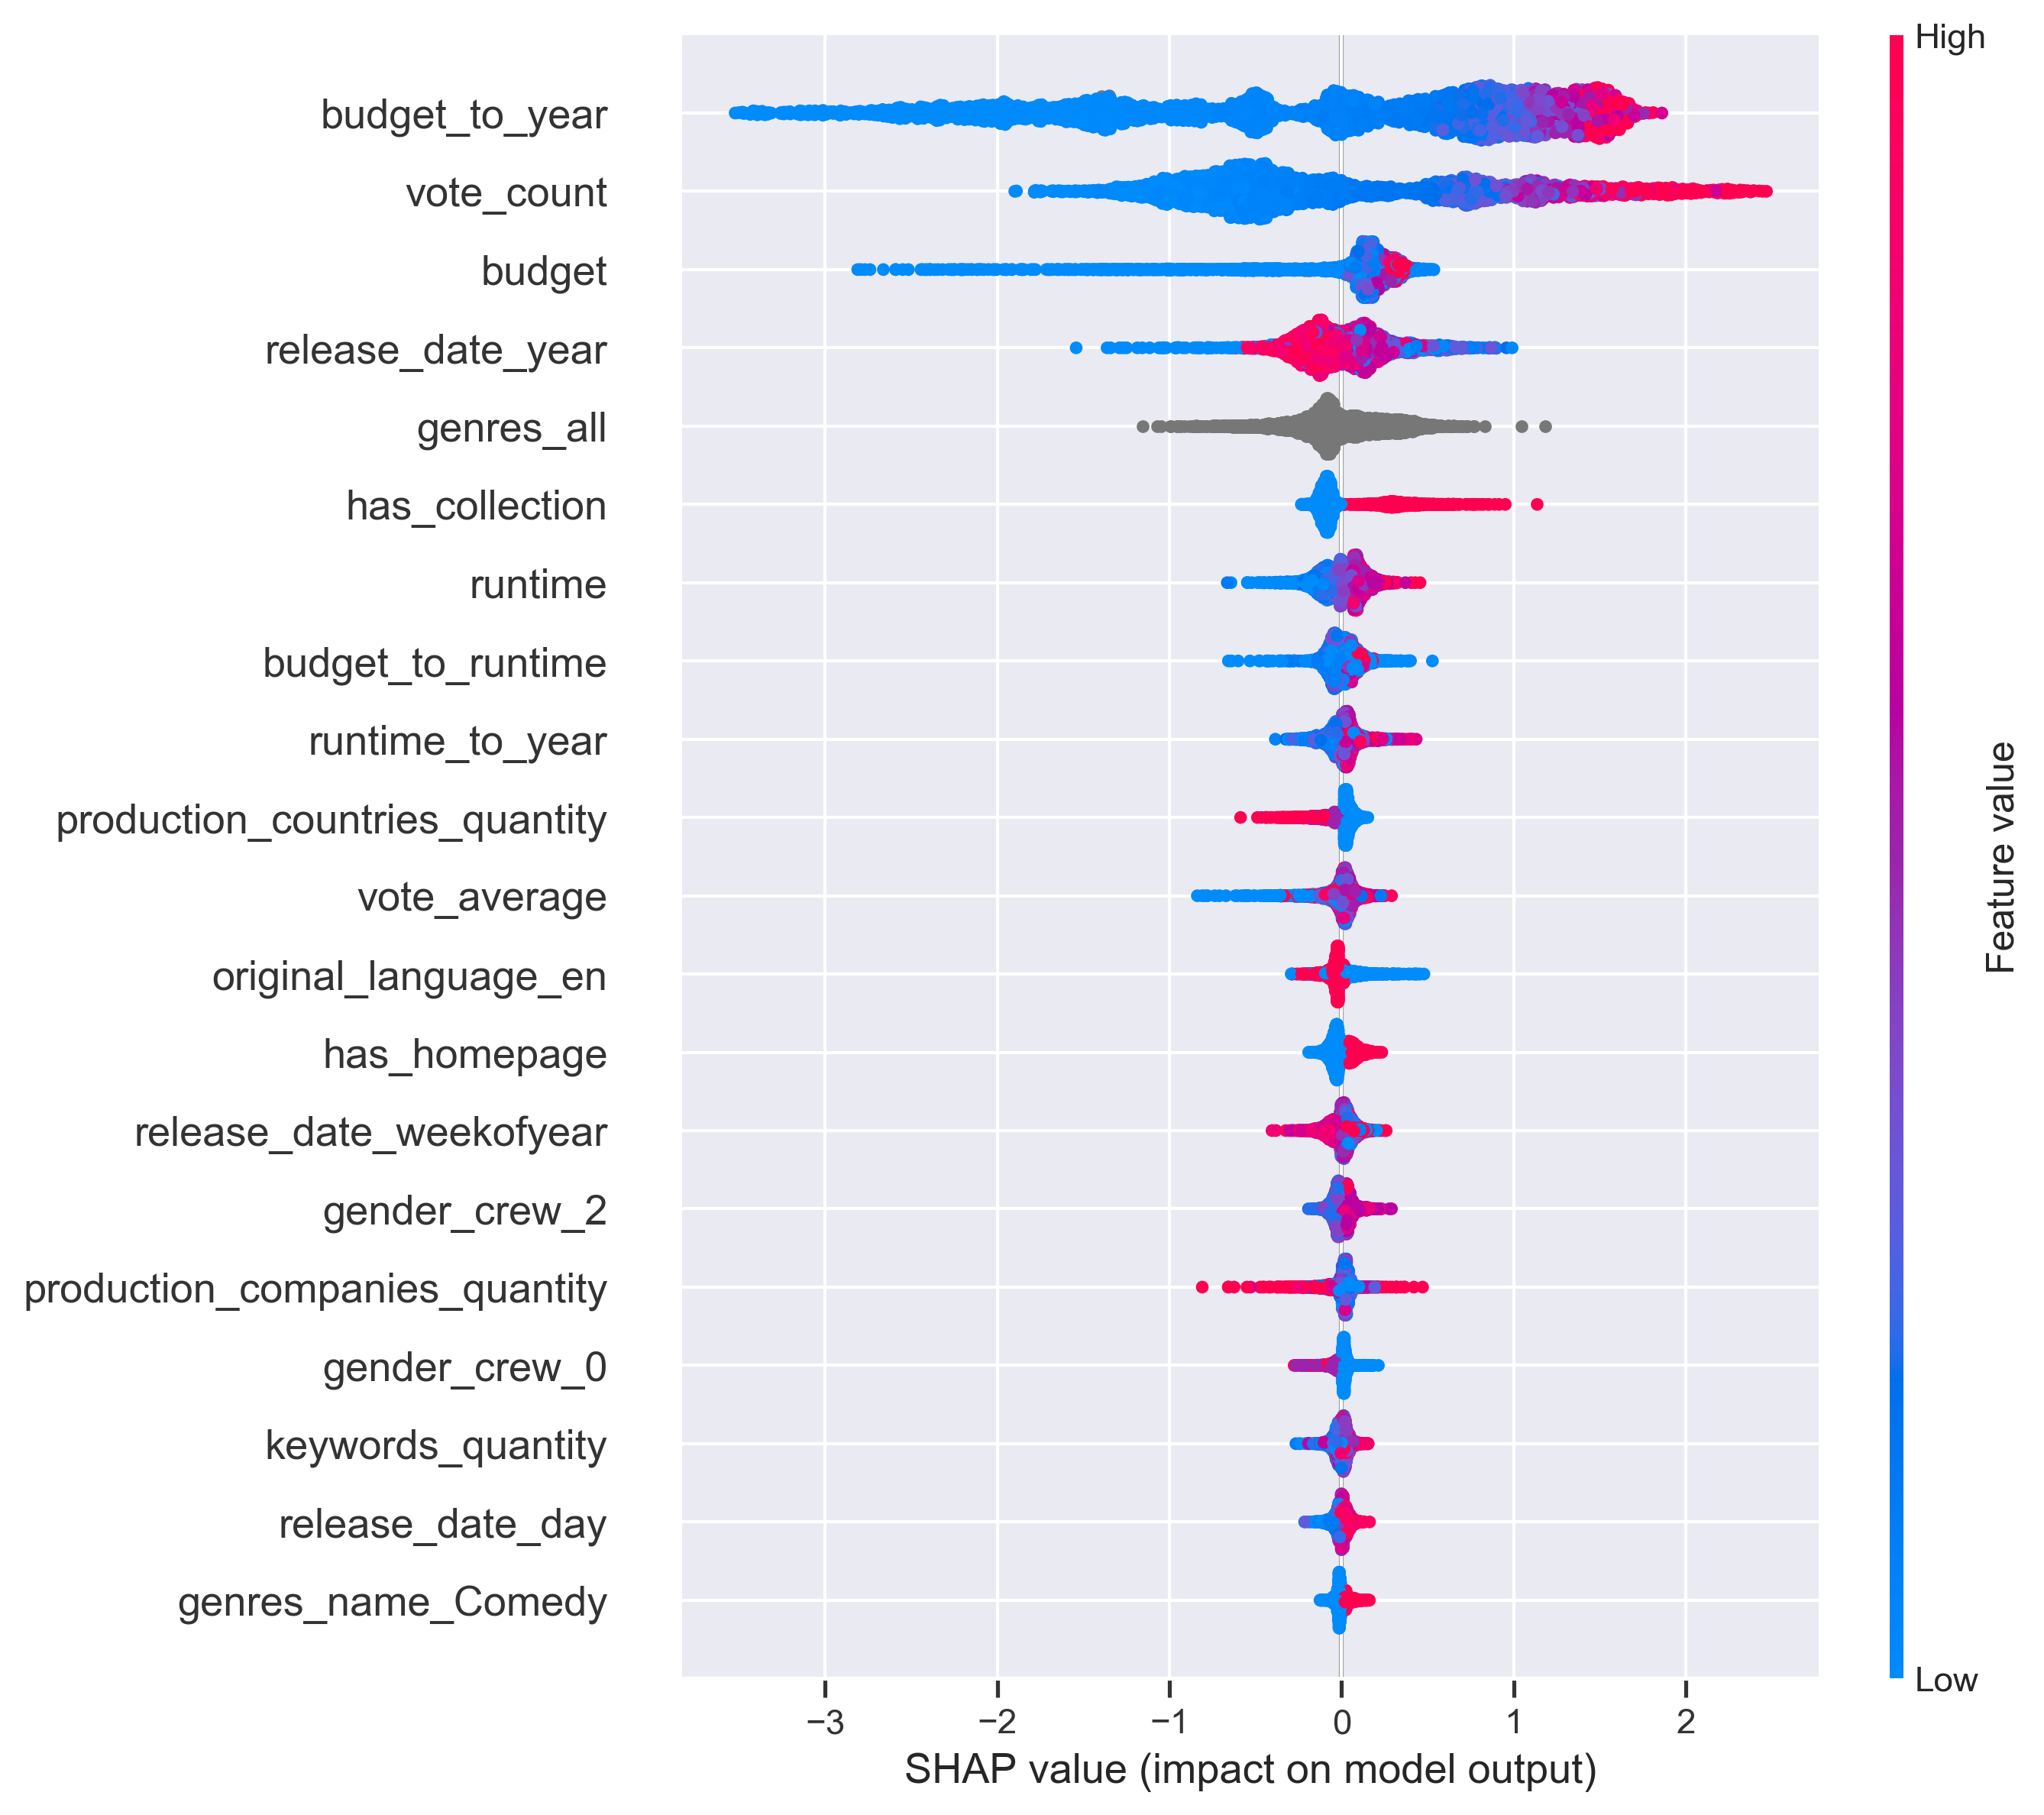 High
budget_to_year
vote_count
budget
release_date_year
genres_all
has_collection
runtime
budget_to_runtime
runtime_to_year
production_countries_quantity
vote_average
original_language_en
has_homepage
release_date_weekofyear
gender_crew_2
production_companies_quantity
gender_crew_0
keywords_quantity
release_date_day
genres_name_Comedy
Feature value
Low
−3 −2 −1 0 1 2
SHAP value (impact on model output)